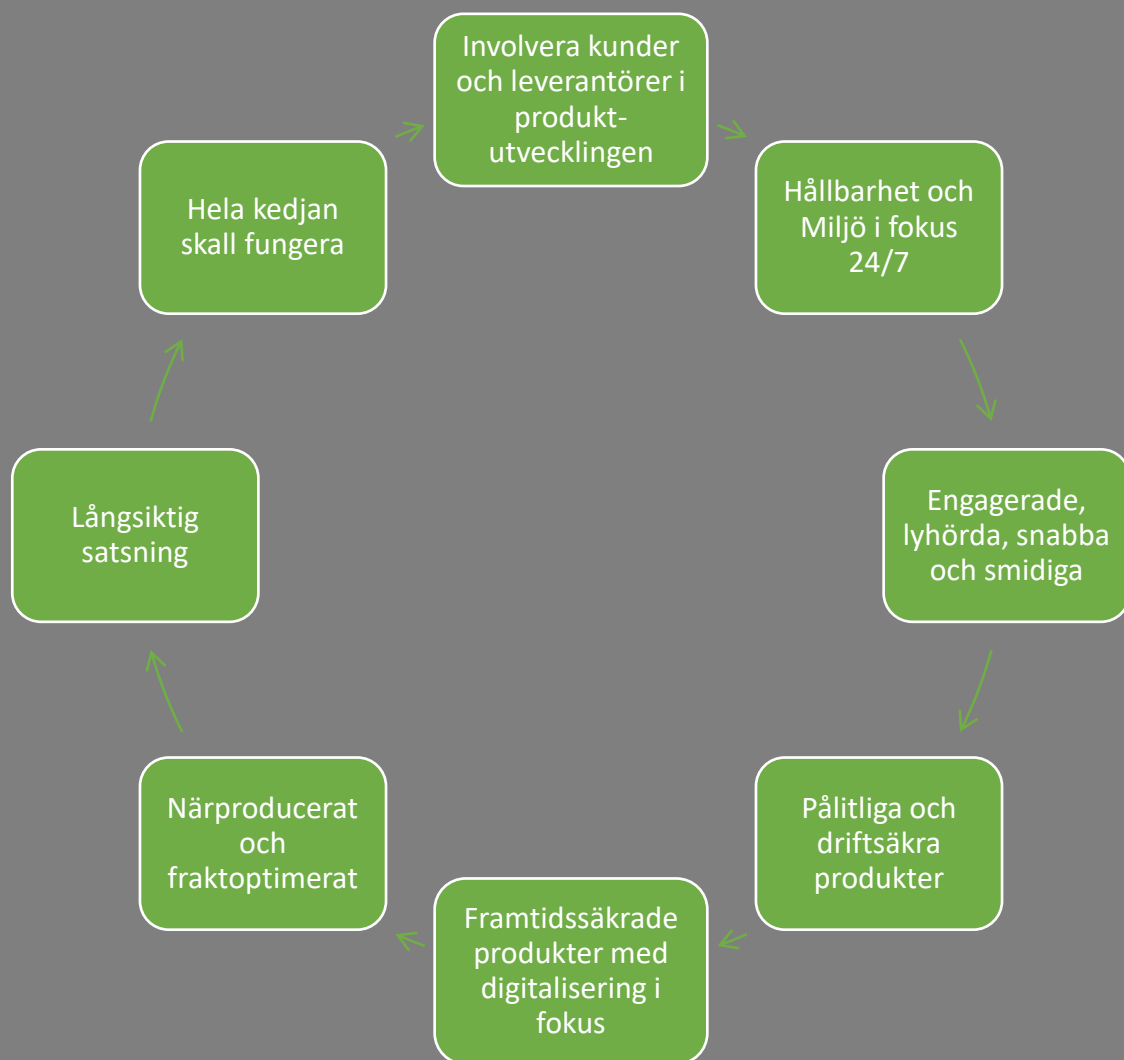 Involvera kunder
och leverantörer i
produkt-
utvecklingen
Hållbarhet och
Miljö i fokus
24/7
Engagerade,
lyhörda, snabba
och smidiga
Pålitliga och
driftsäkra
produkter
Framtidssäkrade
produkter med
digitalisering i
fokus
Närproducerat
och
fraktoptimerat
Långsiktig
satsning
Hela kedjan
skall fungera